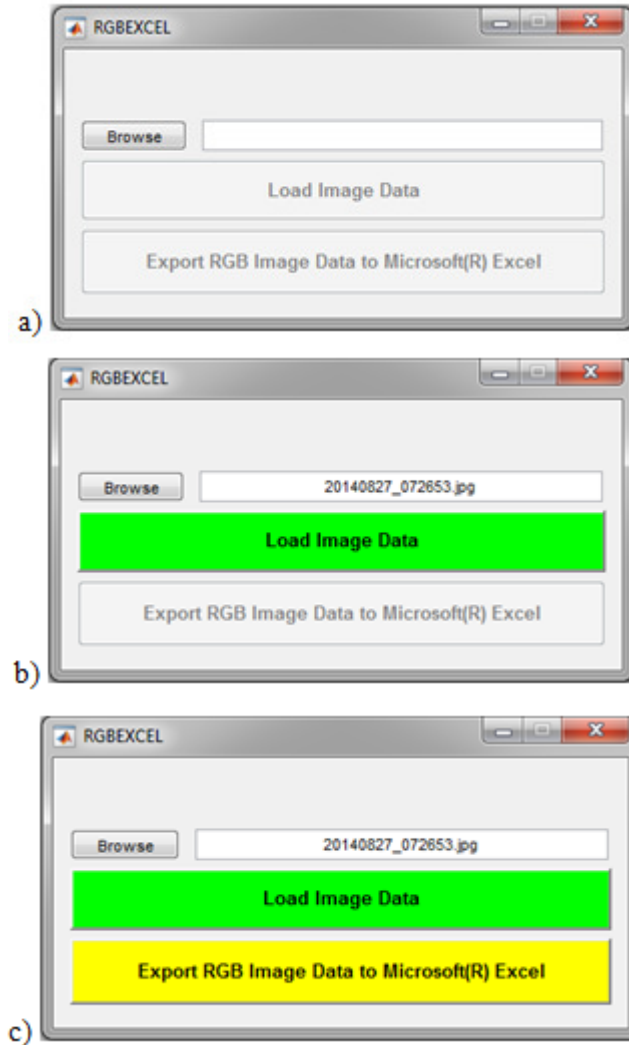 RGBEXCEL
Browse
Load Image Data
Export RGB Image Data to Microsoft(R) Excel
a)
RGBEXCEL
Browse 20140827_072653.jpg
Load Image Data
Export RGB Image Data to Microsoft(R) Excel
b)
RGBEXCEL
Browse 20140827_072653.jpg
Load Image Data
Export RGB Image Data to Microsoft(R) Excel
c)